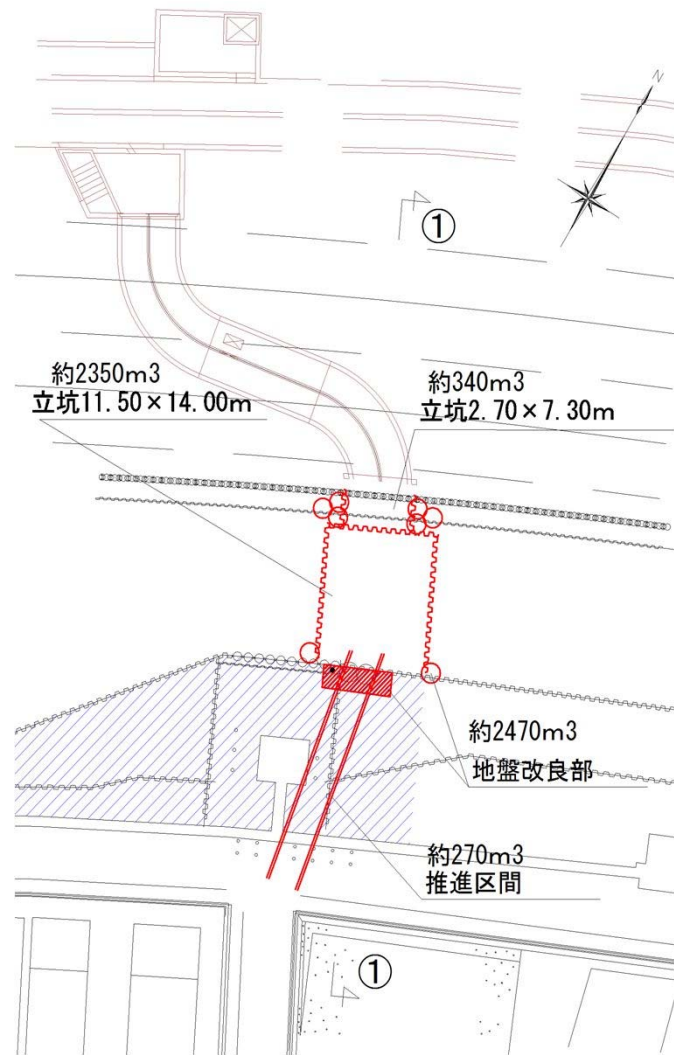 N
①
約2350m3
立坑11.50×14.00m
約340m3
立坑2.70×7.30m
約2470m3
地盤改良部
約270m3
推進区間
①